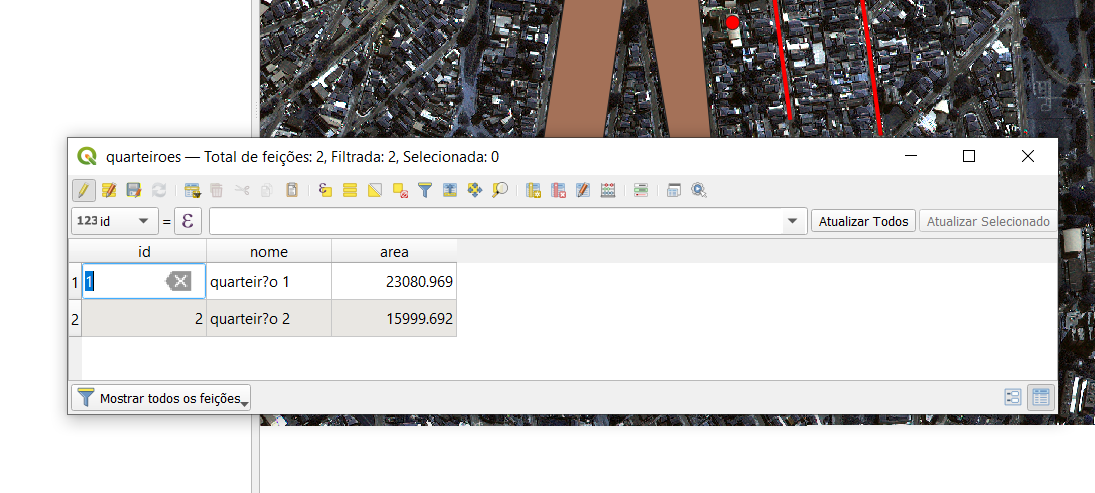 quarteiroes — Total de feições: 2, Filtrada: 2, Selecionada: 0
123 id = ε Atualizar Todos Atualizar Selecionado
id nome area
1 1 quarteir?o 1 23080.969
2 2 quarteir?o 2 15999.692
Mostrar todos os feições